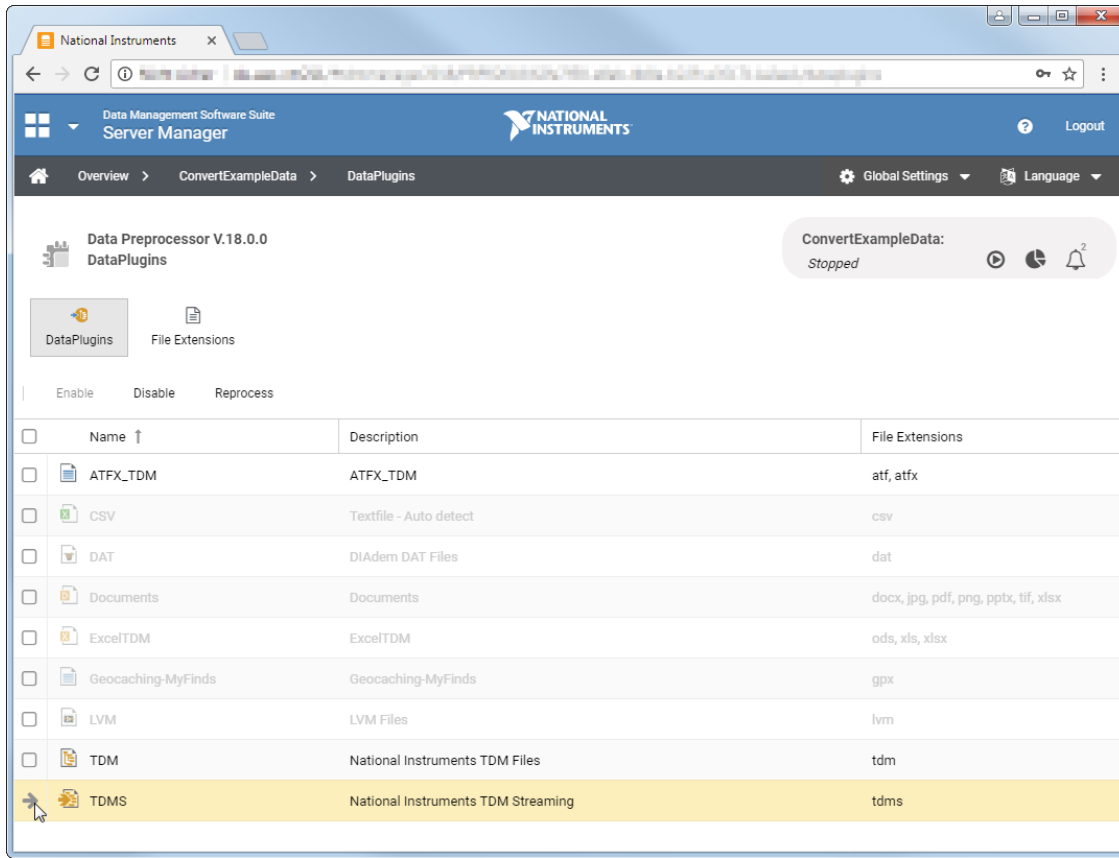 National Instruments
Data Management Software Suite
Server Manager
NATIONAL INSTRUMENTS
Logout
Overview > ConvertExampleData > DataPlugins
Global Settings
Language
Data Preprocessor V.18.0.0
DataPlugins
ConvertExampleData:
Stopped
2
DataPlugins
File Extensions
Enable Disable Reprocess
Name ↑ Description File Extensions
ATFX_TDM ATFX_TDM atf, atfx
CSV Textfile - Auto detect csv
DAT DIAdem DAT Files dat
Documents Documents docx, jpg, pdf, png, pptx, tif, xlsx
ExcelTDM ExcelTDM ods, xls, xlsx
Geocaching-MyFinds Geocaching-MyFinds gpx
LVM LVM Files lvm
TDM National Instruments TDM Files tdm
TDMS National Instruments TDM Streaming tdms